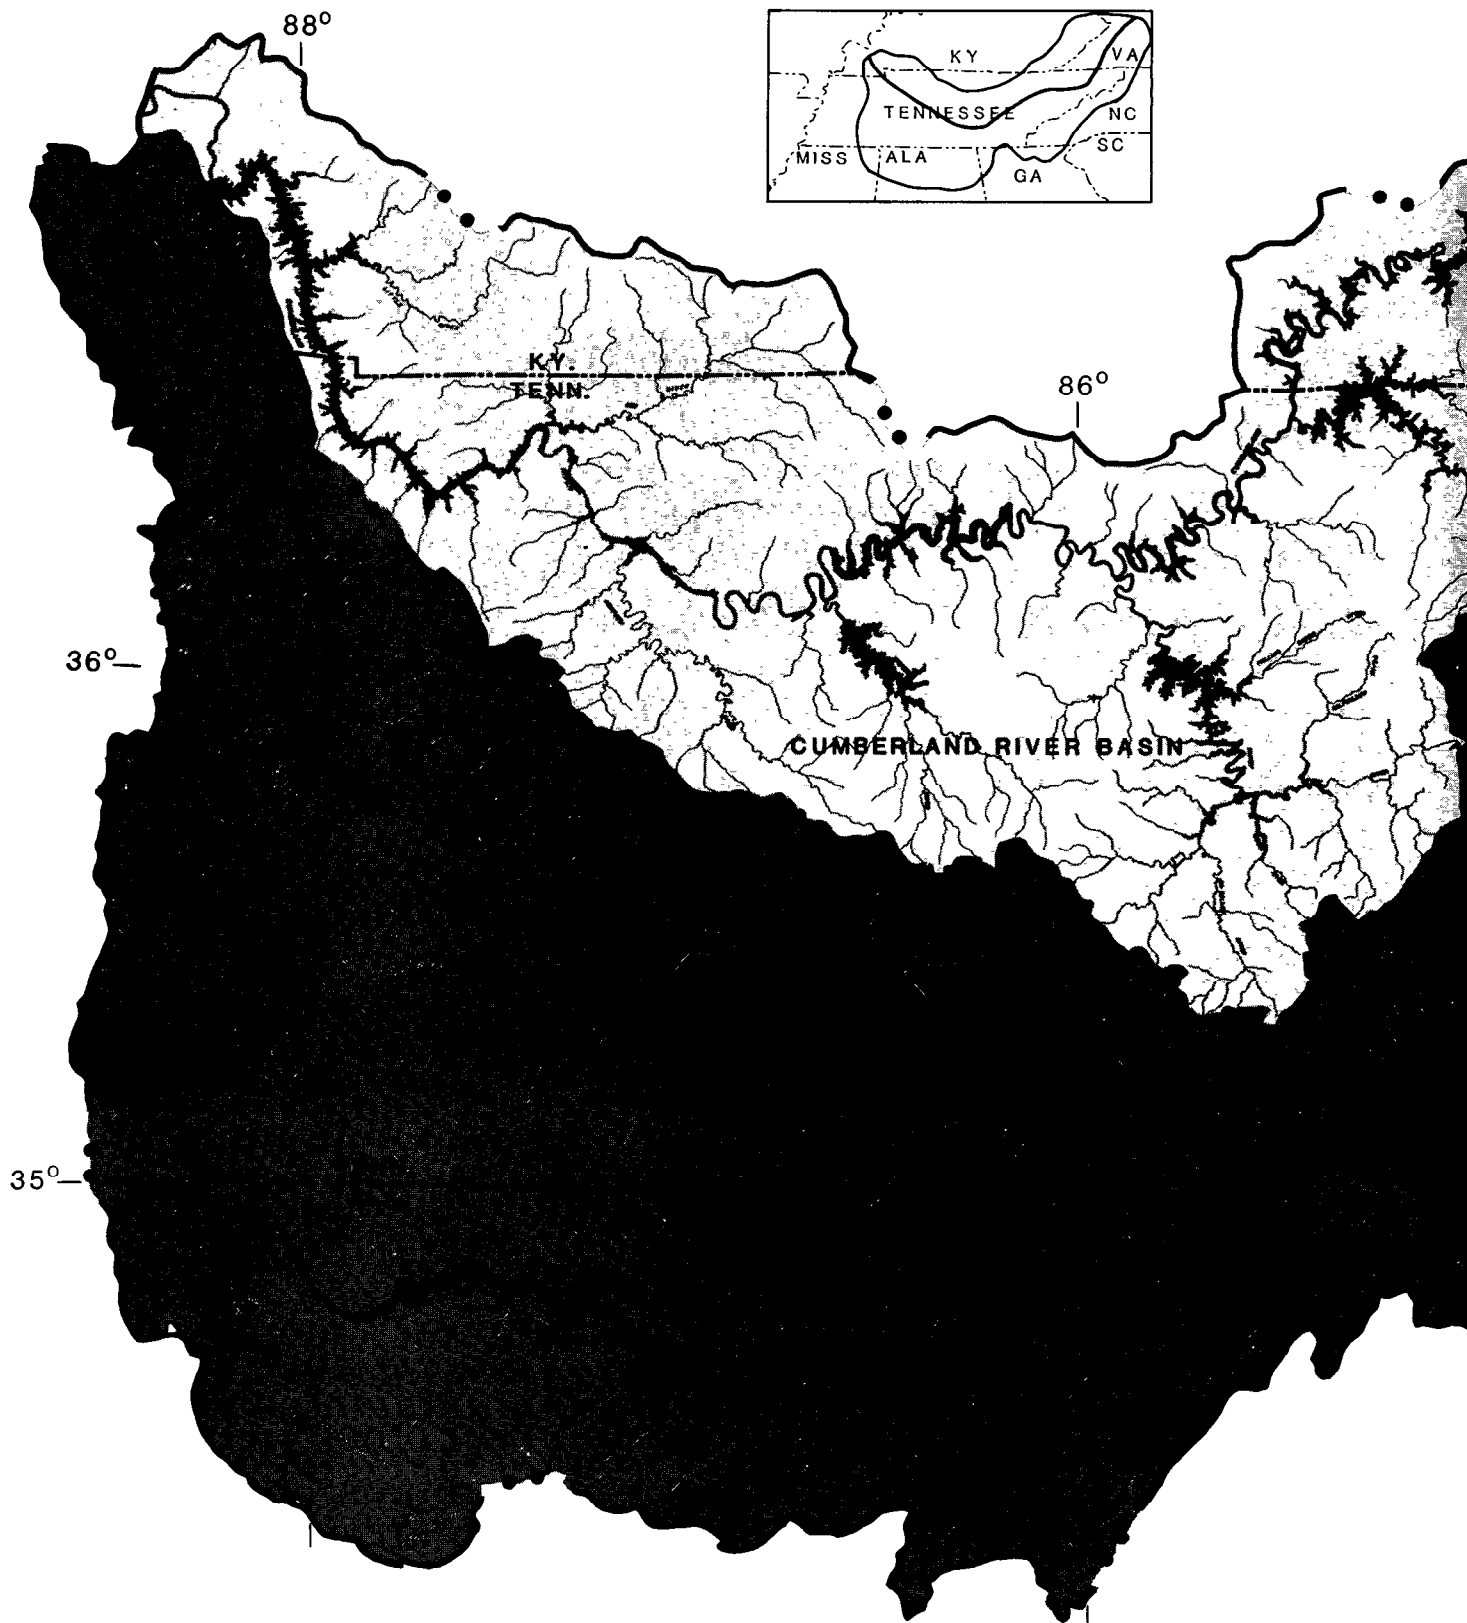 88°
KY
VA
TENNESSEE
NC
SC
MISS
ALA
GA
KY.
TENN.
86°
36°
CUMBERLAND RIVER BASIN
35°